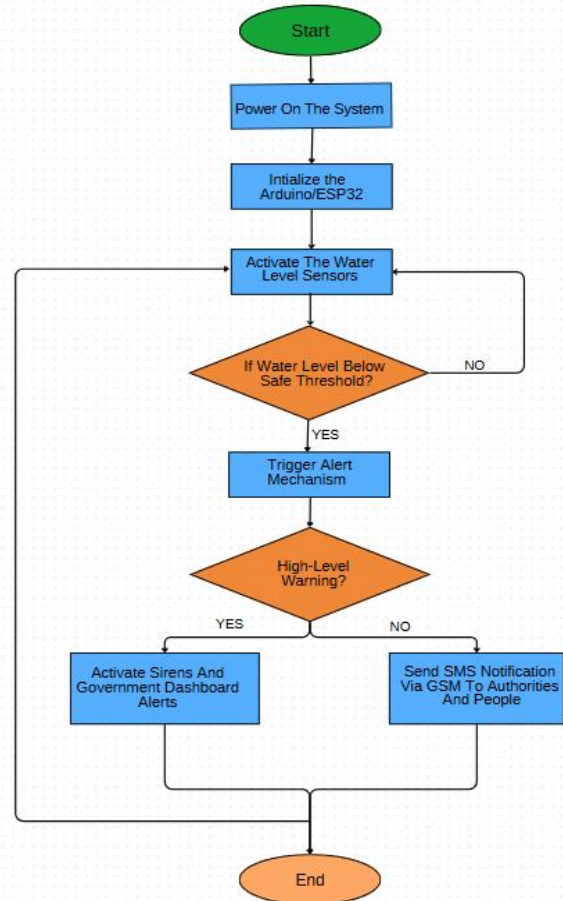 Start
Power On The System
Intialize the
Arduino/ESP32
Activate The Water
Level Sensors
If Water Level Below
Safe Threshold?
NO
YES
Trigger Alert
Mechanism
High-Level
Warning?
YES
NO
Activate Sirens And
Government Dashboard
Alerts
Send SMS Notification
Via GSM To Authorities
And People
End